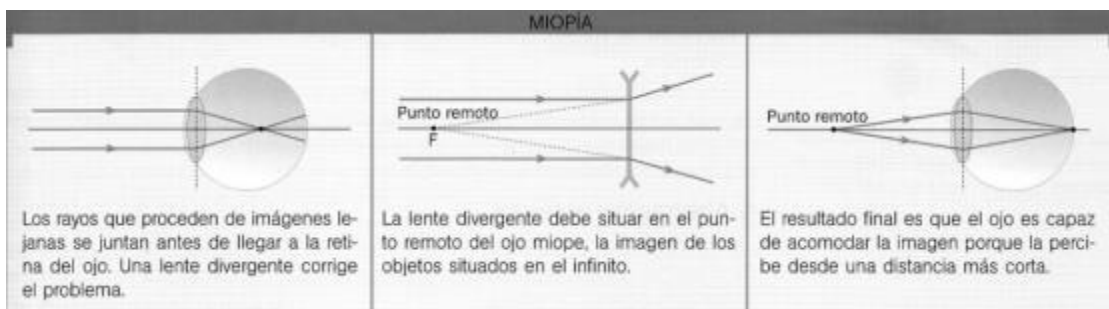 MIOPÍA
Punto remoto
F
Punto remoto
Los rayos que proceden de imágenes le-
janas se juntan antes de llegar a la reti-
na del ojo. Una lente divergente corrige
el problema.
La lente divergente debe situar en el pun-
to remoto del ojo miope, la imagen de los
objetos situados en el infinito.
El resultado final es que el ojo es capaz
de acomodar la imagen porque la perci-
be desde una distancia más corta.